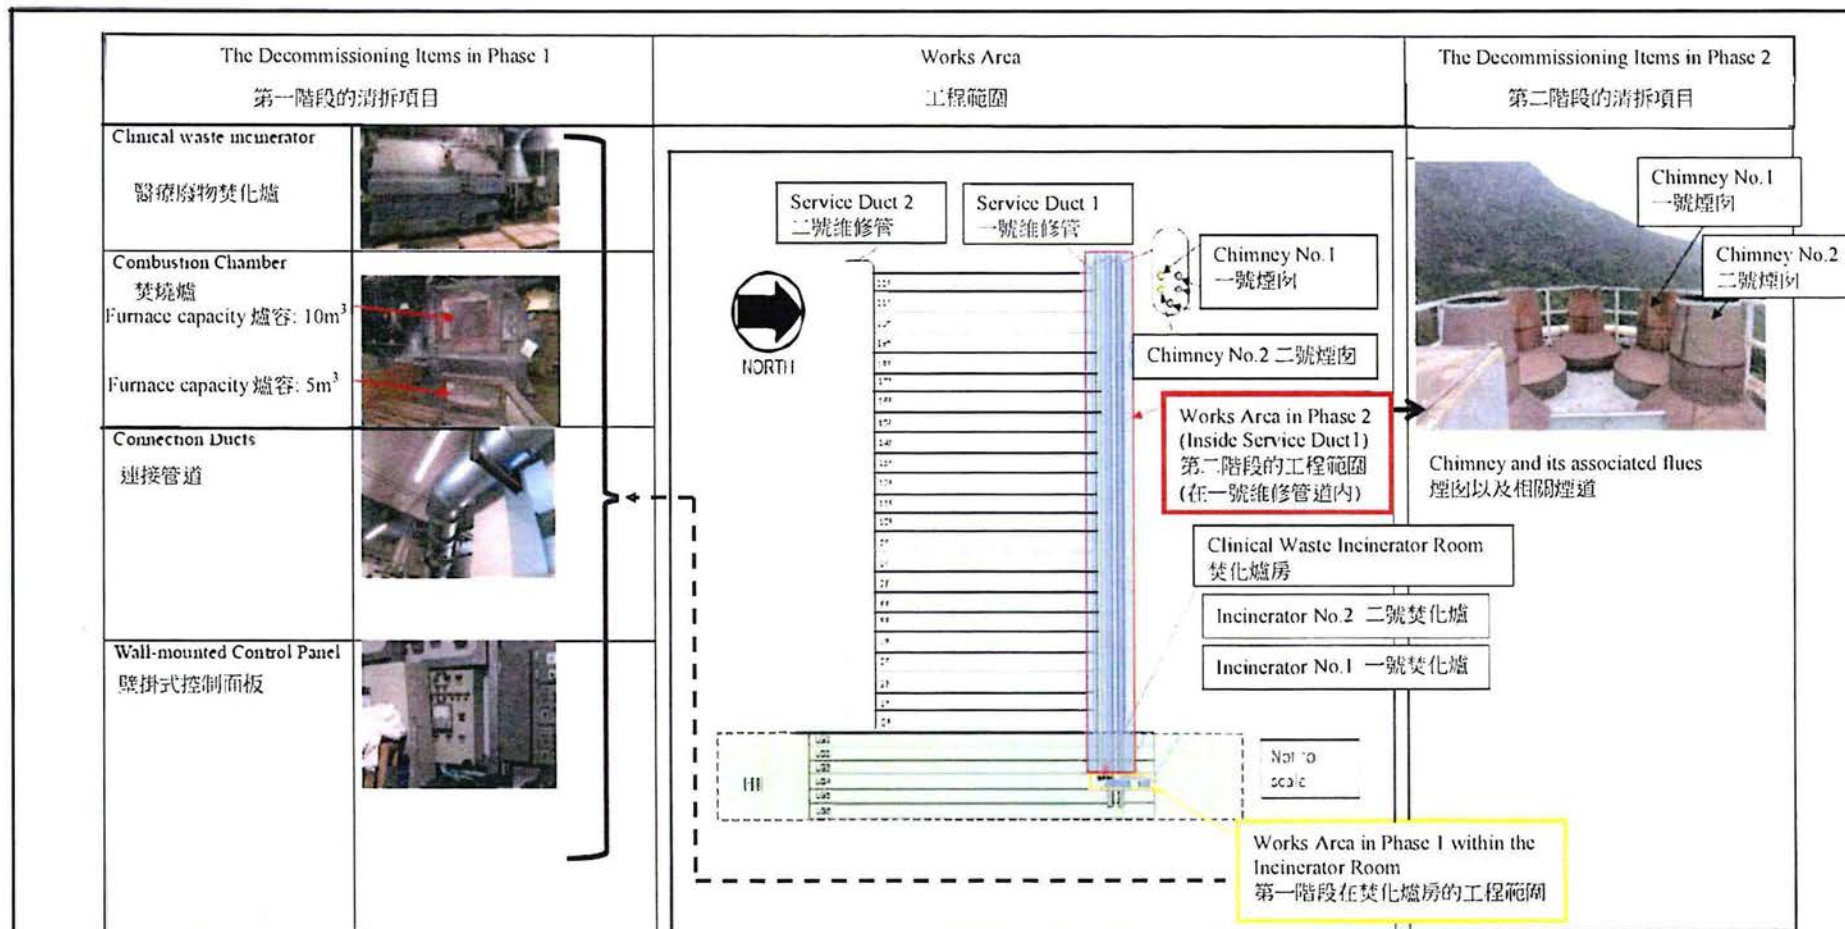 The Decommissioning Items in Phase 1
第一階段的清拆項目
Works Area
工程範圍
The Decommissioning Items in Phase 2
第二階段的清拆項目
Clinical waste incinerator
醫療廢物焚化爐
Combustion Chamber
焚燒爐
Furnace capacity 爐容: 10m³
Furnace capacity 爐容: 5m³
Connection Ducts
連接管道
Wall-mounted Control Panel
壁掛式控制面板
Service Duct 2
二號維修管
Service Duct 1
一號維修管
Chimney No.1
一號煙囪
NORTH
Chimney No.2 二號煙囪
Works Area in Phase 2
(Inside Service Duct1)
第二階段的工程範圍
(在一號維修管道內)
Clinical Waste Incinerator Room
焚化爐房
Incinerator No.2 二號焚化爐
Incinerator No.1 一號焚化爐
Not to
scale
Works Area in Phase 1 within the
Incinerator Room
第一階段在焚化爐房的工程範圍
Chimney No.1
一號煙囪
Chimney No.2
二號煙囪
Chimney and its associated flues
煙囪以及相關煙道